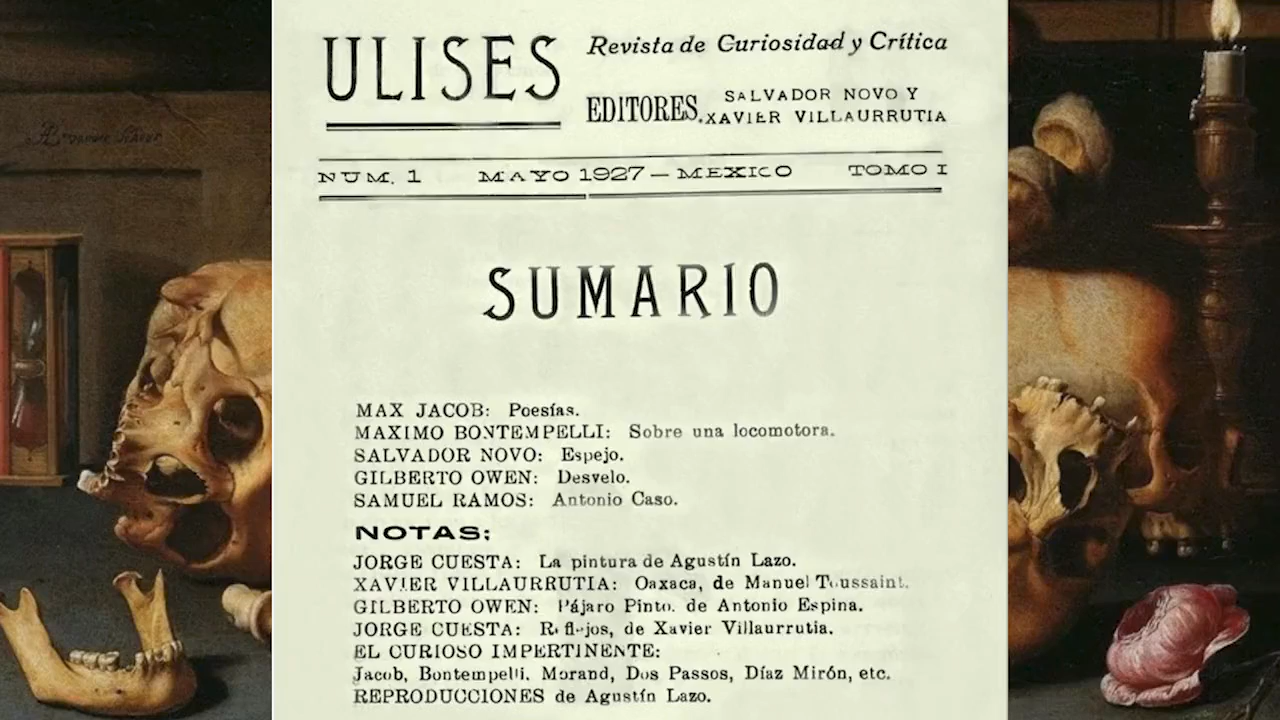 ULISES
Revista de Curiosidad y Crítica
EDITORES. SALVADOR NOVO Y
XAVIER VILLAURRUTIA
NUM. 1 MAYO 1927 — MEXICO TOMO I
SUMARIO
MAX JACOB: Poesías.
MAXIMO BONTEMPELLI: Sobre una locomotora.
SALVADOR NOVO: Espejo.
GILBERTO OWEN: Desvelo.
SAMUEL RAMOS: Antonio Caso.
NOTAS:
JORGE CUESTA: La pintura de Agustín Lazo.
XAVIER VILLAURRUTIA: Oaxaca, de Manuel Toussaint.
GILBERTO OWEN: Pájaro Pinto. de Antonio Espina.
JORGE CUESTA: Reflejos, de Xavier Villaurrutia.
EL CURIOSO IMPERTINENTE:
Jacob, Bontempelli, Morand, Dos Passos, Díaz Mirón, etc.
REPRODUCCIONES de Agustín Lazo.